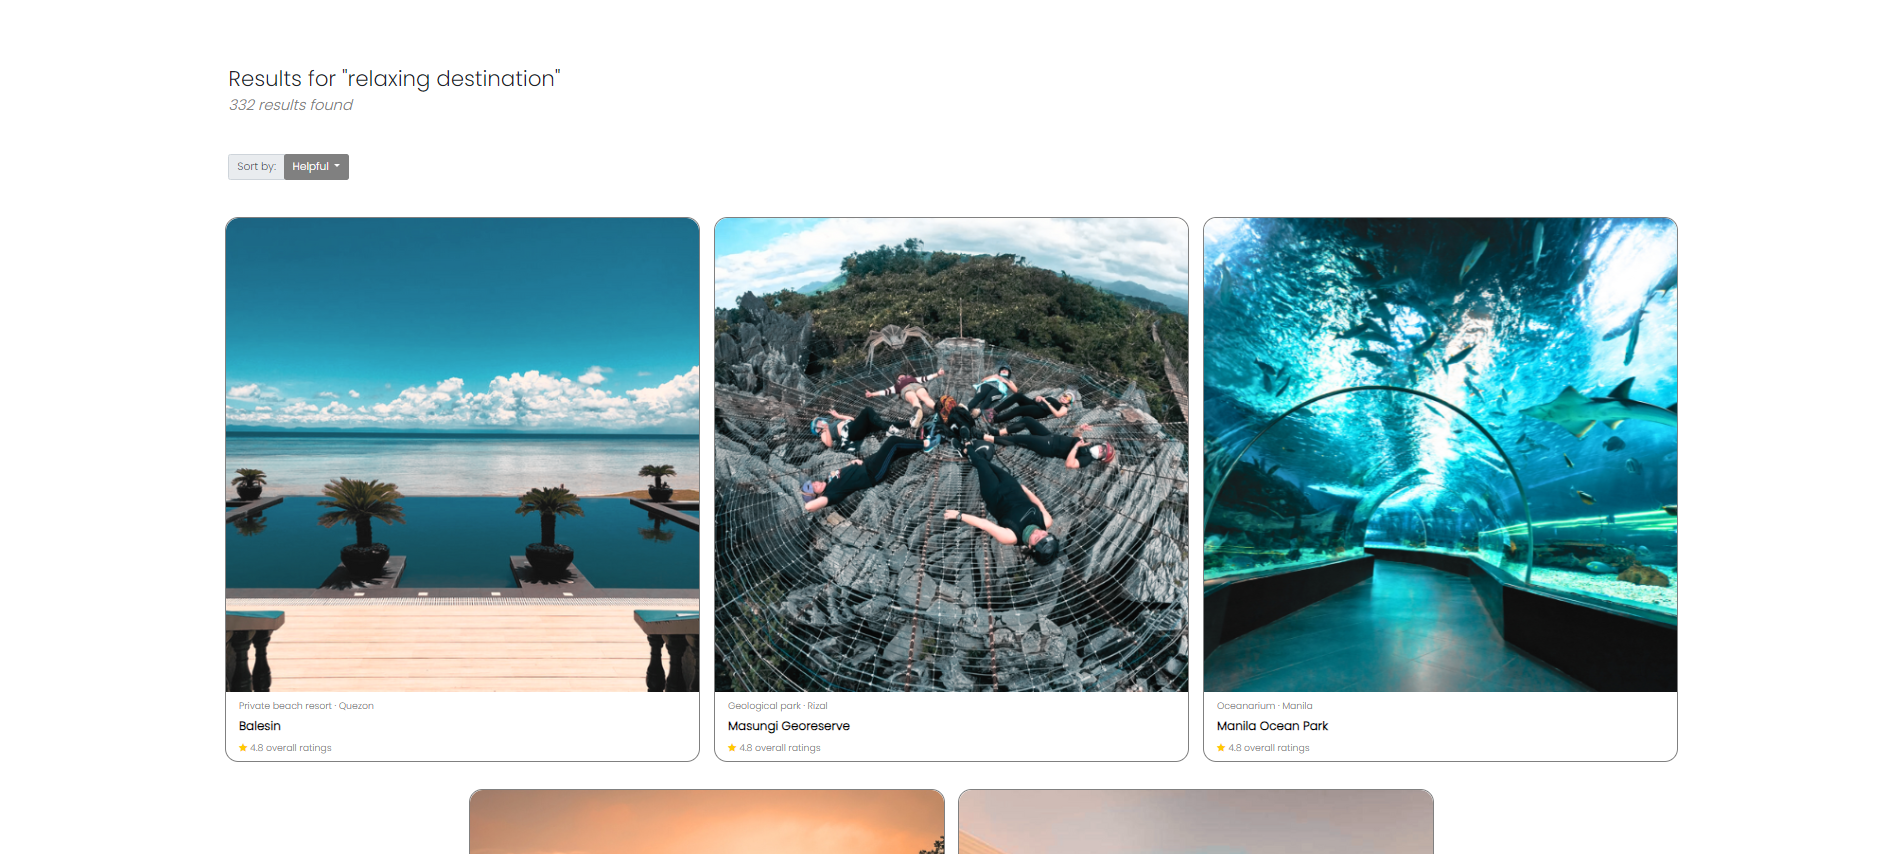 Results for "relaxing destination"
332 results found
Sort by: Helpful
Private beach resort · Quezon
Balesin
4.8 overall ratings
Geological park · Rizal
Masungi Georeserve
4.8 overall ratings
Oceanarium · Manila
Manila Ocean Park
4.8 overall ratings